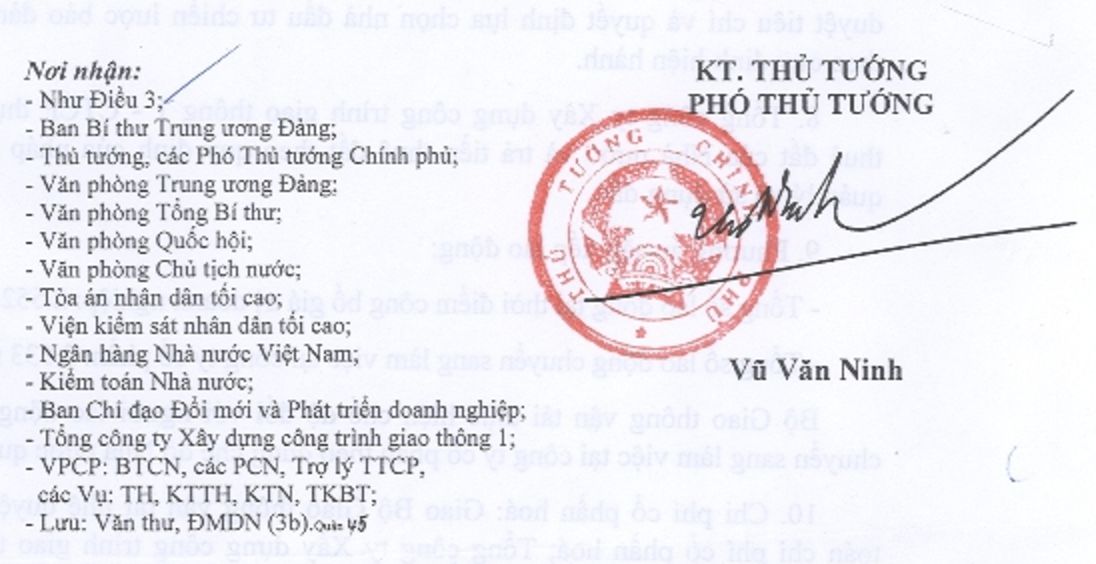 Nơi nhận:
- Như Điều 3;
- Ban Bí thư Trung ương Đảng;
- Thủ tướng, các Phó Thủ tướng Chính phủ;
- Văn phòng Trung ương Đảng;
- Văn phòng Tổng Bí thư;
- Văn phòng Quốc hội;
- Văn phòng Chủ tịch nước;
- Tòa án nhân dân tối cao;
- Viện kiểm sát nhân dân tối cao;
- Ngân hàng Nhà nước Việt Nam;
- Kiểm toán Nhà nước;
- Ban Chỉ đạo Đổi mới và Phát triển doanh nghiệp;
- Tổng công ty Xây dựng công trình giao thông 1;
- VPCP: BTCN, các PCN, Trợ lý TTCP,
các Vụ: TH, KTTH, KTN, TKBT;
- Lưu: Văn thư, ĐMDN (3b).
KT. THỦ TƯỚNG
PHÓ THỦ TƯỚNG
THỦ TƯỚNG CHÍNH PHỦ
Vũ Văn Ninh